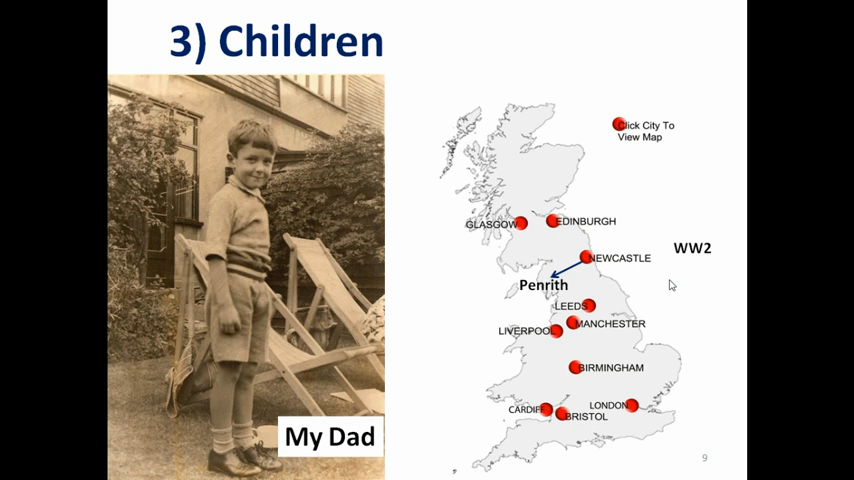 3) Children
Click City To
View Map
GLASGOW
EDINBURGH
WW2
NEWCASTLE
Penrith
LEEDS
MANCHESTER
LIVERPOOL
BIRMINGHAM
CARDIFF
LONDON
BRISTOL
My Dad
9